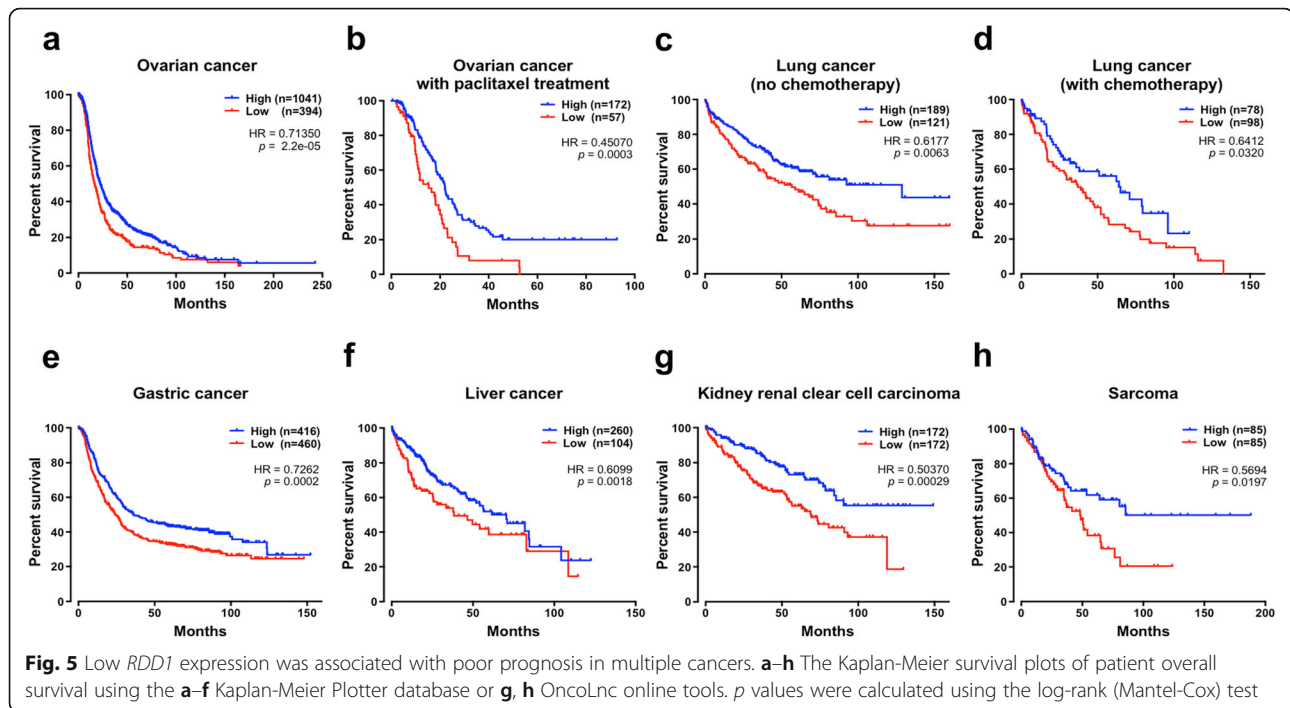 a
Ovarian cancer
High (n=1041)
Low (n=394)
HR = 0.71350
p = 2.2e-05
Percent survival
100
80
60
40
20
0
0 50 100 150 200 250
Months
b
Ovarian cancer
with paclitaxel treatment
High (n=172)
Low (n=57)
HR = 0.45070
p = 0.0003
Percent survival
100
80
60
40
20
0
0 20 40 60 80 100
Months
c
Lung cancer
(no chemotherapy)
High (n=189)
Low (n=121)
HR = 0.6177
p = 0.0063
Percent survival
100
80
60
40
20
0
0 50 100 150
Months
d
Lung cancer
(with chemotherapy)
High (n=78)
Low (n=98)
HR = 0.6412
p = 0.0320
Percent survival
100
80
60
40
20
0
0 50 100 150
Months
e
Gastric cancer
High (n=416)
Low (n=460)
HR = 0.7262
p = 0.0002
Percent survival
100
80
60
40
20
0
0 50 100 150
Months
f
Liver cancer
High (n=260)
Low (n=104)
HR = 0.6099
p = 0.0018
Percent survival
100
80
60
40
20
0
0 50 100 150
Months
g
Kidney renal clear cell carcinoma
High (n=172)
Low (n=172)
HR = 0.50370
p = 0.00029
Percent survival
100
80
60
40
20
0
0 50 100 150
Months
h
Sarcoma
High (n=85)
Low (n=85)
HR = 0.5694
p = 0.0197
Percent survival
100
80
60
40
20
0
0 50 100 150 200
Months
Fig. 5 Low RDD1 expression was associated with poor prognosis in multiple cancers. a–h The Kaplan-Meier survival plots of patient overall
survival using the a–f Kaplan-Meier Plotter database or g, h OncoLnc online tools. p values were calculated using the log-rank (Mantel-Cox) test